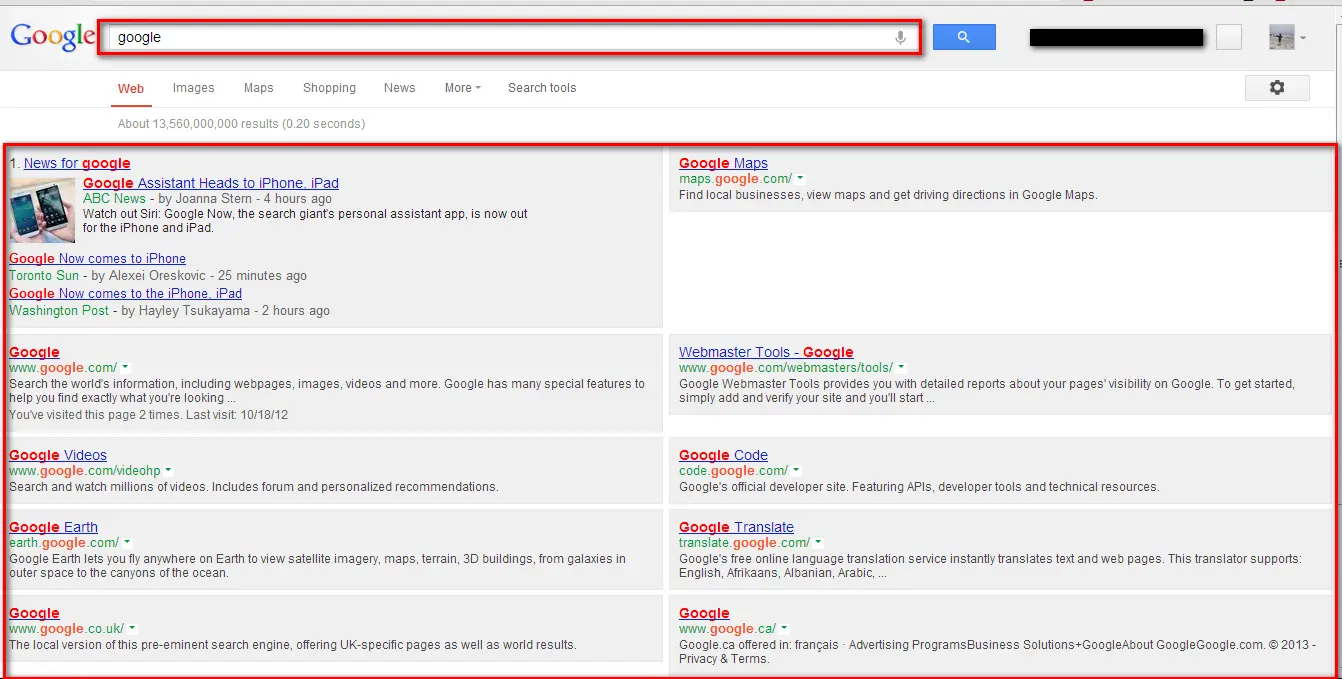 Google
google
Web Images Maps Shopping News More Search tools
About 13,560,000,000 results (0.20 seconds)
1. News for google
Google Assistant Heads to iPhone, iPad
ABC News - by Joanna Stern - 4 hours ago
Watch out Siri: Google Now, the search giant's personal assistant app, is now out
for the iPhone and iPad.
Google Now comes to iPhone
Toronto Sun - by Alexei Oreskovic - 25 minutes ago
Google Now comes to the iPhone, iPad
Washington Post - by Hayley Tsukayama - 2 hours ago
Google Maps
maps.google.com/
Find local businesses, view maps and get driving directions in Google Maps.
Google
www.google.com/
Search the world's information, including webpages, images, videos and more. Google has many special features to
help you find exactly what you're looking ...
You've visited this page 2 times. Last visit: 10/18/12
Webmaster Tools - Google
www.google.com/webmasters/tools/
Google Webmaster Tools provides you with detailed reports about your pages' visibility on Google. To get started,
simply add and verify your site and you'll start ...
Google Videos
www.google.com/videohp
Search and watch millions of videos. Includes forum and personalized recommendations.
Google Code
code.google.com/
Google's official developer site. Featuring APIs, developer tools and technical resources.
Google Earth
earth.google.com/
Google Earth lets you fly anywhere on Earth to view satellite imagery, maps, terrain, 3D buildings, from galaxies in
outer space to the canyons of the ocean.
Google Translate
translate.google.com/
Google's free online language translation service instantly translates text and web pages. This translator supports:
English, Afrikaans, Albanian, Arabic, ...
Google
www.google.co.uk/
The local version of this pre-eminent search engine, offering UK-specific pages as well as world results.
Google
www.google.ca/
Google.ca offered in: français · Advertising ProgramsBusiness Solutions+GoogleAbout GoogleGoogle.com. © 2013 -
Privacy & Terms.